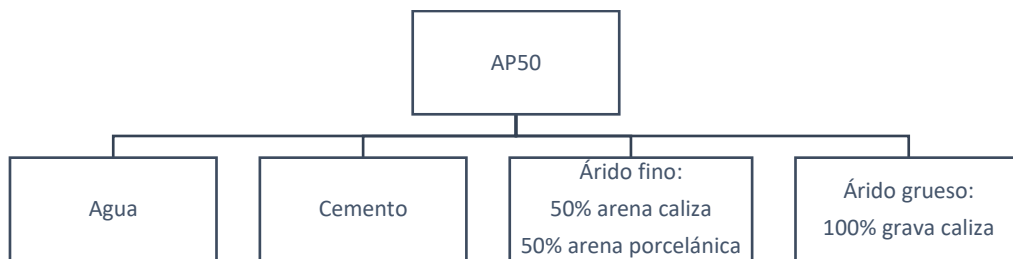 AP50
Agua
Cemento
Árido fino:
50% arena caliza
50% arena porcelánica
Árido grueso:
100% grava caliza